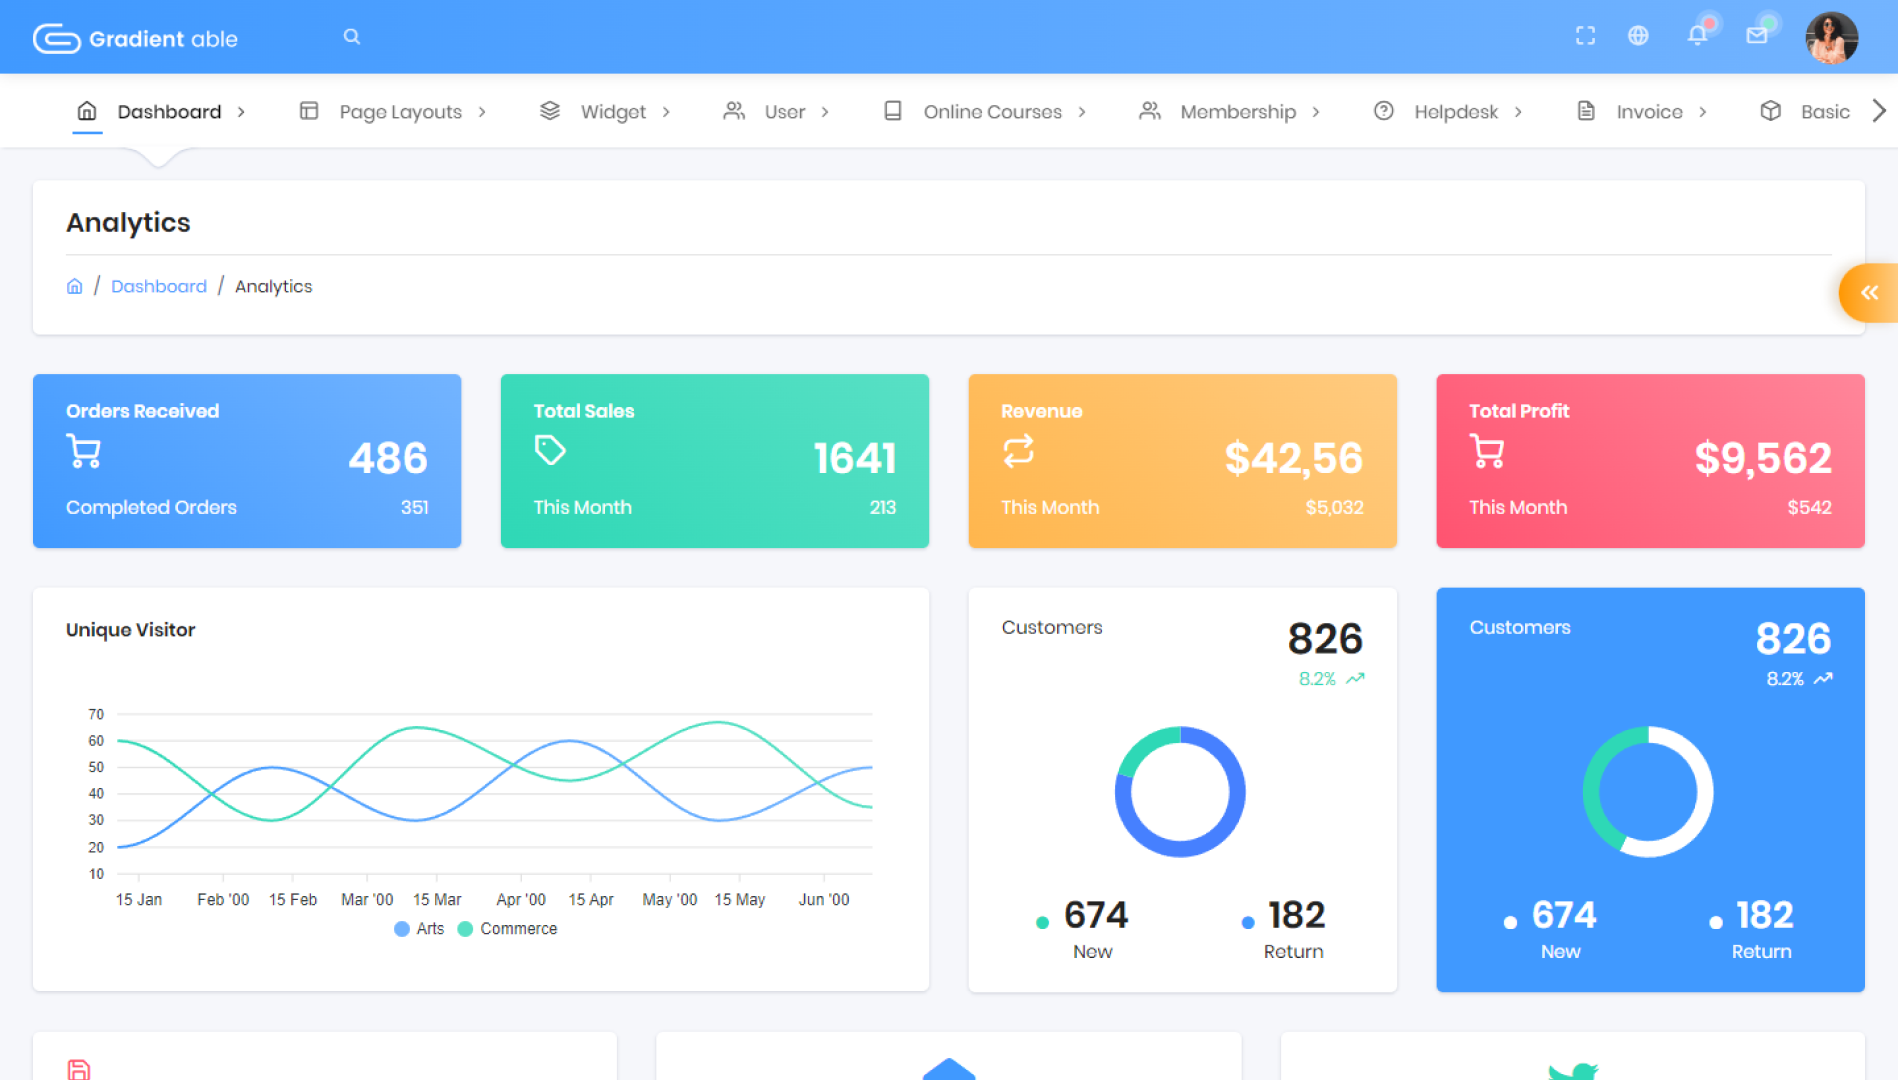 Gradient able
Dashboard
Page Layouts
Widget
User
Online Courses
Membership
Helpdesk
Invoice
Basic
Analytics
/ Dashboard / Analytics
Orders Received
486
Completed Orders 351
Total Sales
1641
This Month 213
Revenue
$42,56
This Month $5,032
Total Profit
$9,562
This Month $542
Unique Visitor
70
60
50
40
30
20
10
15 Jan Feb '00 15 Feb Mar '00 15 Mar Apr '00 15 Apr May '00 15 May Jun '00
Arts Commerce
Customers
826
8.2%
674 182
New Return
Customers
826
8.2%
674 182
New Return